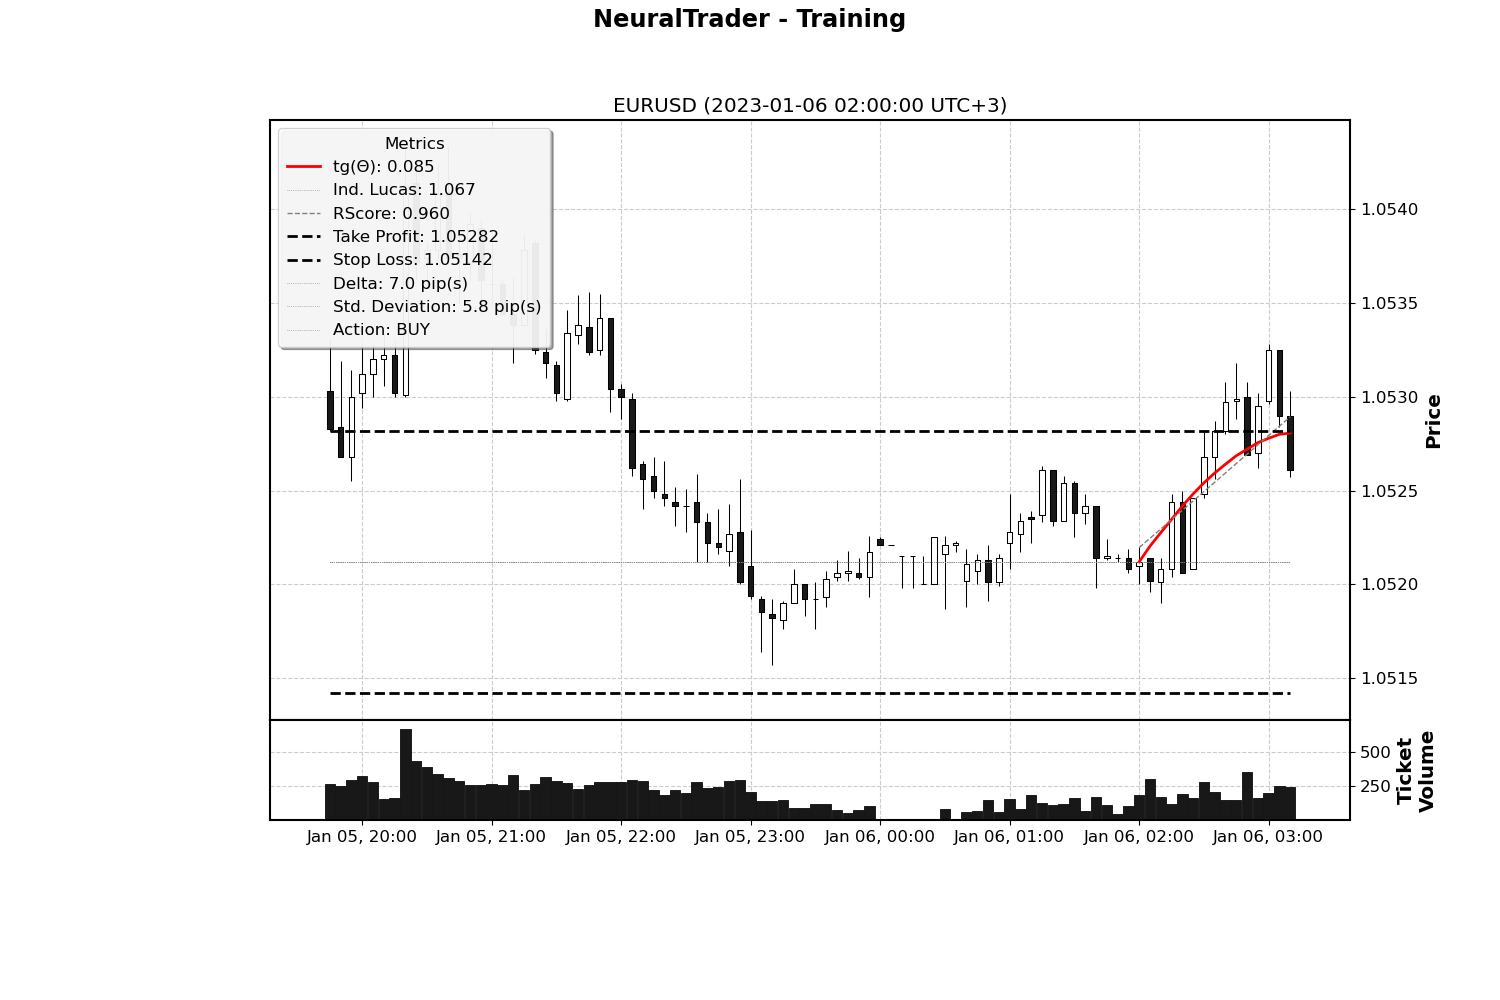 NeuralTrader - Training
EURUSD (2023-01-06 02:00:00 UTC+3)
Metrics
tg(Θ): 0.085
Ind. Lucas: 1.067
RScore: 0.960
Take Profit: 1.05282
Stop Loss: 1.05142
Delta: 7.0 pip(s)
Std. Deviation: 5.8 pip(s)
Action: BUY
1.0540
1.0535
1.0530
1.0525
1.0520
1.0515
Price
500
250
Ticket
Volume
Jan 05, 20:00 Jan 05, 21:00 Jan 05, 22:00 Jan 05, 23:00 Jan 06, 00:00 Jan 06, 01:00 Jan 06, 02:00 Jan 06, 03:00